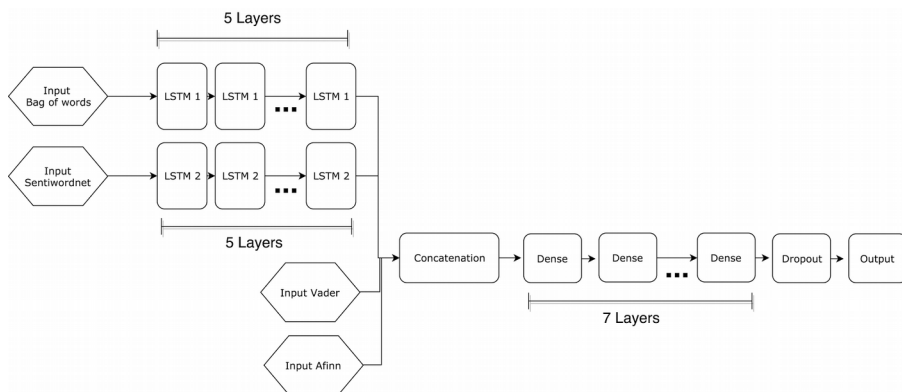 5 Layers
Input
Bag of words
LSTM 1
LSTM 1
...
LSTM 1
Input
Sentiwordnet
LSTM 2
LSTM 2
...
LSTM 2
5 Layers
Concatenation
Dense
Dense
...
Dense
Dropout
Output
Input Vader
7 Layers
Input Afinn